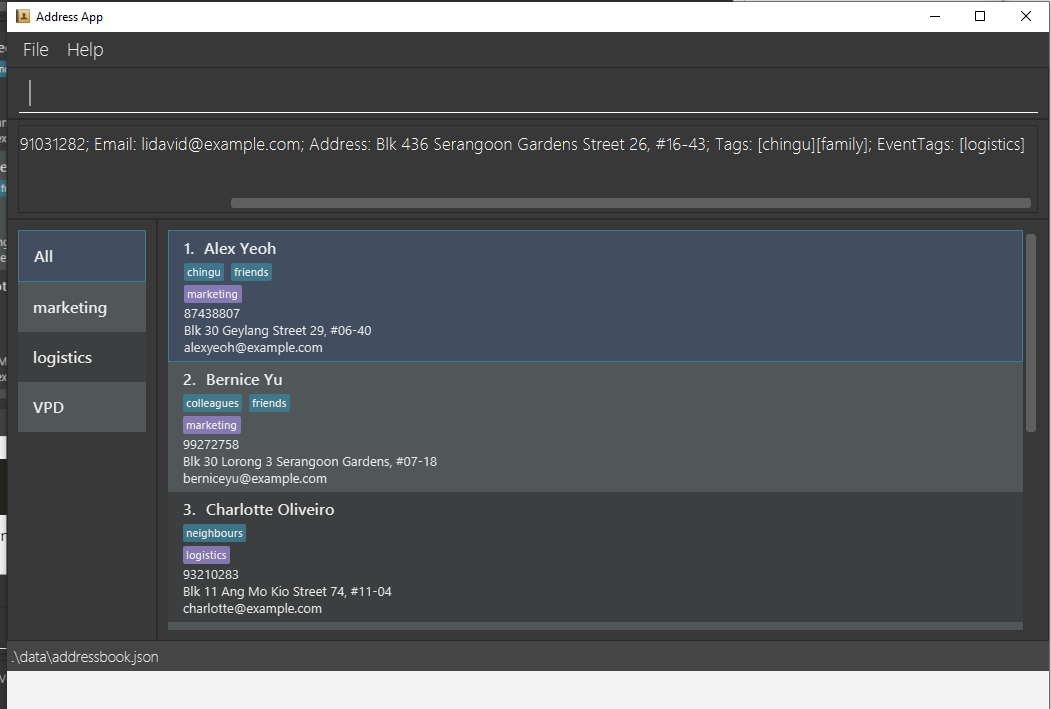 Address App
File Help
91031282; Email: lidavid@example.com; Address: Blk 436 Serangoon Gardens Street 26, #16-43; Tags: [chingu][family]; EventTags: [logistics]
All
marketing
logistics
VPD
1. Alex Yeoh
chingu friends
marketing
87438807
Blk 30 Geylang Street 29, #06-40
alexyeoh@example.com
2. Bernice Yu
colleagues friends
marketing
99272758
Blk 30 Lorong 3 Serangoon Gardens, #07-18
berniceyu@example.com
3. Charlotte Oliveiro
neighbours
logistics
93210283
Blk 11 Ang Mo Kio Street 74, #11-04
charlotte@example.com
.\data\addressbook.json